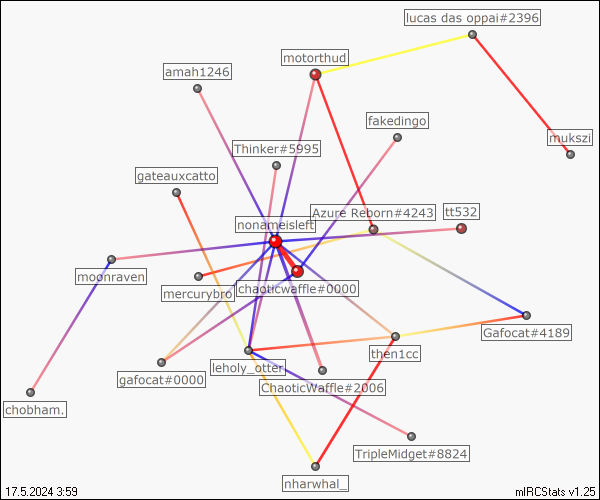 lucas das oppai#2396
motorthud
amah1246
fakedingo
mukszi
Thinker#5995
gateauxcatto
Azure Reborn#4243
tt532
nonameisleft
moonraven
mercurybro
chaoticwaffle#0000
Gafocat#4189
then1cc
leholy_otter
gafocat#0000
ChaoticWaffle#2006
chobham.
TripleMidget#8824
nharwhal_
17.5.2024 3:59
mIRCStats v1.25